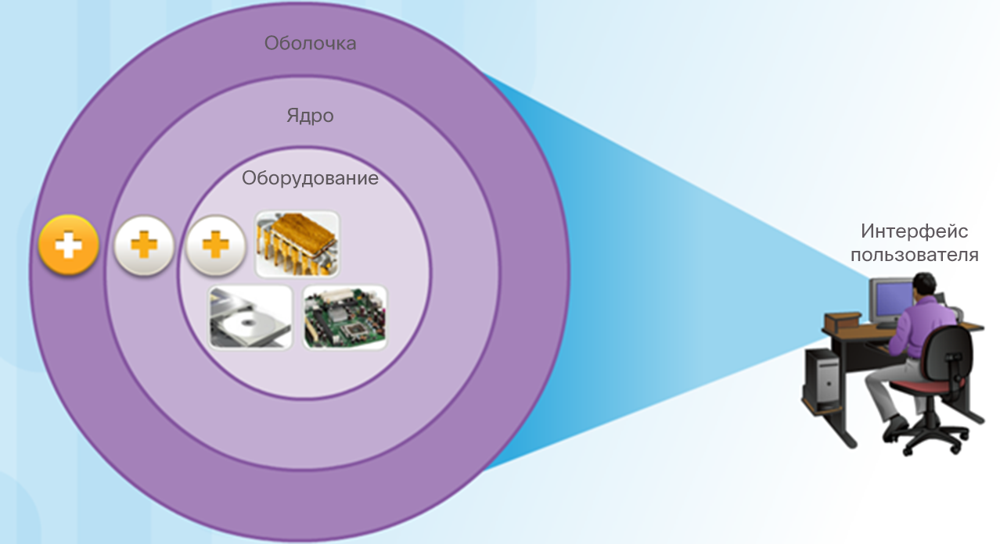 Оболочка
Ядро
Оборудование
Интерфейс
пользователя